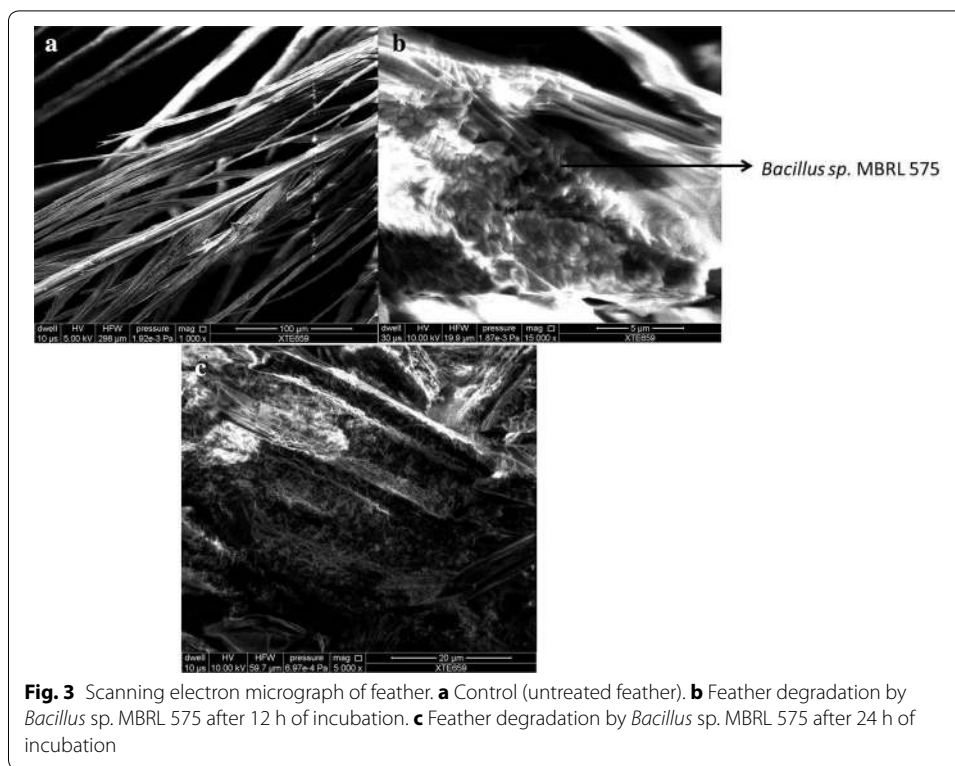 a
b
Bacillus sp. MBRL 575
dwell HV HFW pressure mag □ 100 µm
10 µs 5.00 kV 298 µm 1.92e-3 Pa 1 000 x XTE659
dwell HV HFW pressure mag □ 5 µm
30 µs 10.00 kV 19.9 µm 1.87e-3 Pa 15 000 x XTE659
c
dwell HV HFW pressure mag □ 20 µm
10 µs 10.00 kV 59.7 µm 6.97e-4 Pa 5 000 x XTE659
Fig. 3 Scanning electron micrograph of feather. a Control (untreated feather). b Feather degradation by
Bacillus sp. MBRL 575 after 12 h of incubation. c Feather degradation by Bacillus sp. MBRL 575 after 24 h of
incubation